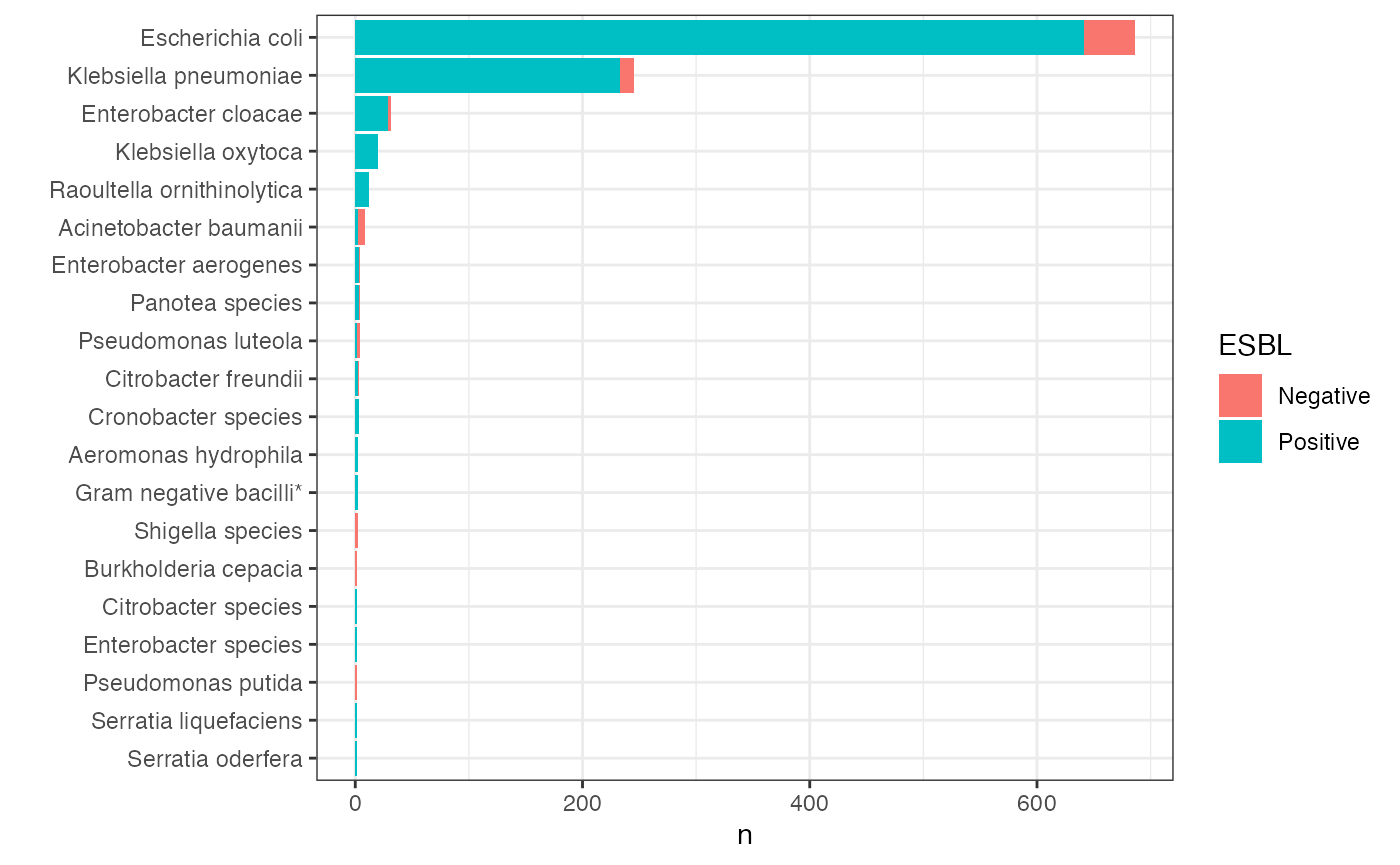 Escherichia coli
Klebsiella pneumoniae
Enterobacter cloacae
Klebsiella oxytoca
Raoultella ornithinolytica
Acinetobacter baumanii
Enterobacter aerogenes
Panotea species
Pseudomonas luteola
Citrobacter freundii
Cronobacter species
Aeromonas hydrophila
Gram negative bacilli*
Shigella species
Burkholderia cepacia
Citrobacter species
Enterobacter species
Pseudomonas putida
Serratia liquefaciens
Serratia oderfera
0 200 400 600
n
ESBL
Negative
Positive